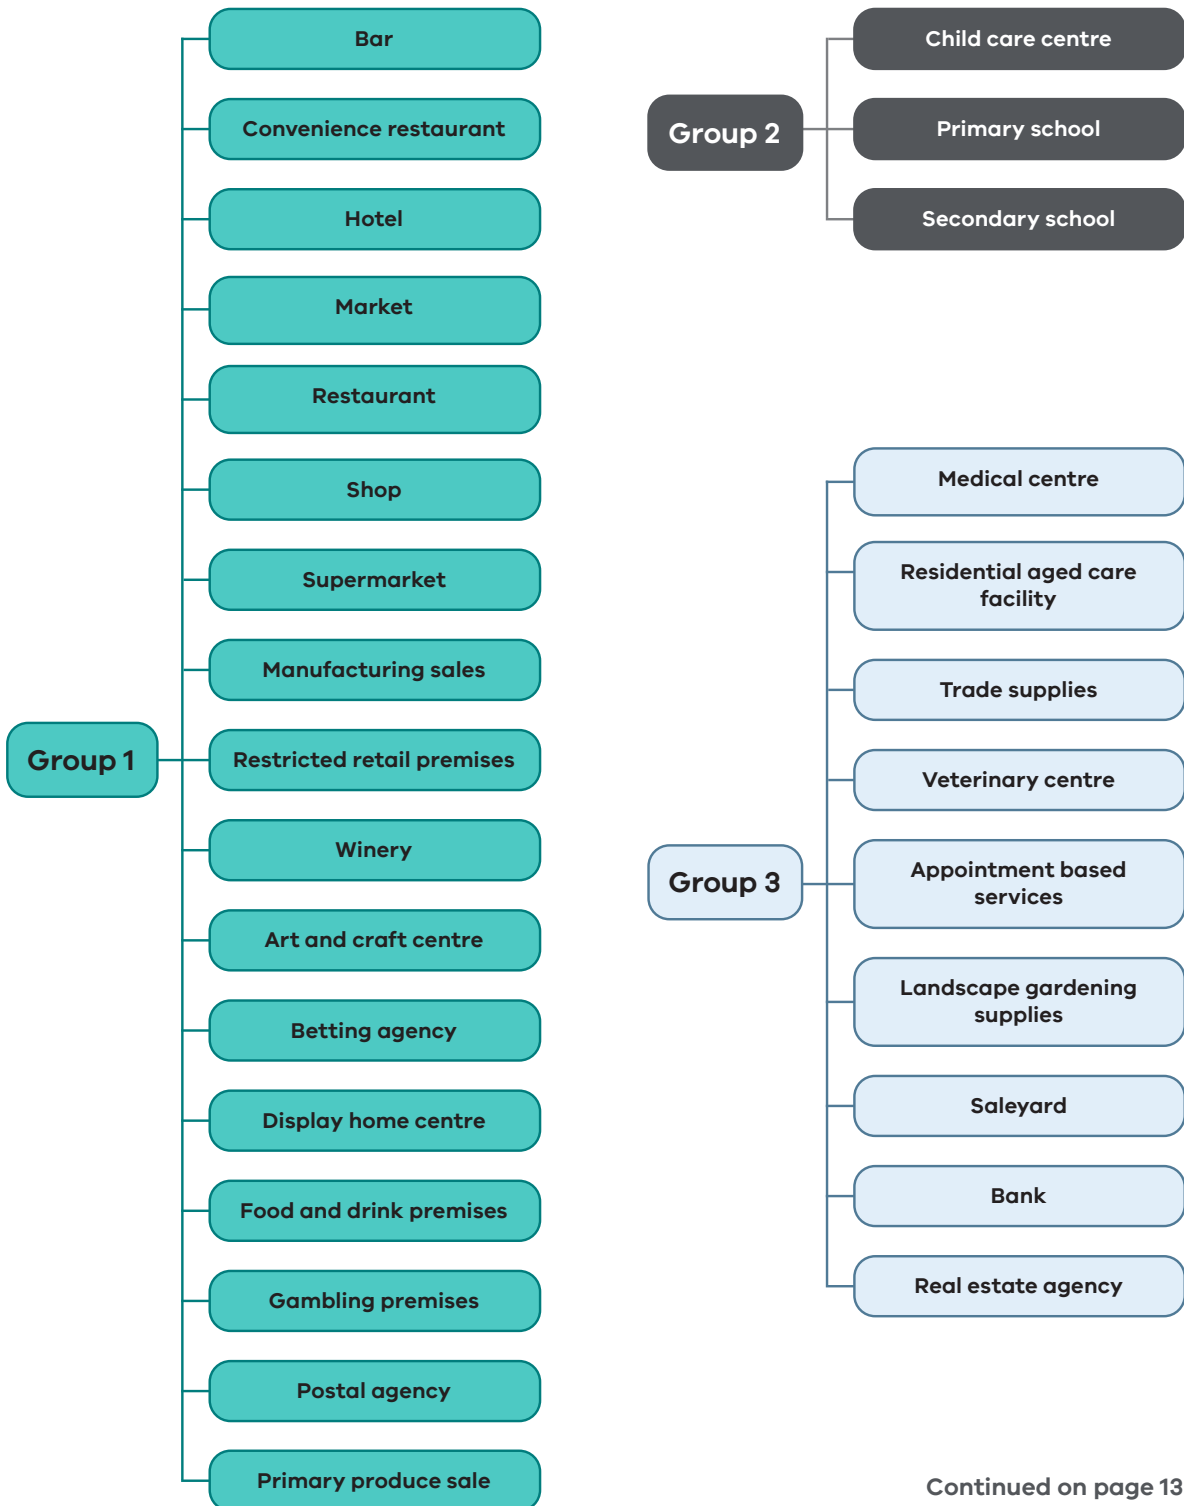 Group 1
Bar
Convenience restaurant
Hotel
Market
Restaurant
Shop
Supermarket
Manufacturing sales
Restricted retail premises
Winery
Art and craft centre
Betting agency
Display home centre
Food and drink premises
Gambling premises
Postal agency
Primary produce sale
Group 2
Child care centre
Primary school
Secondary school
Group 3
Medical centre
Residential aged care
facility
Trade supplies
Veterinary centre
Appointment based
services
Landscape gardening
supplies
Saleyard
Bank
Real estate agency
Continued on page 13